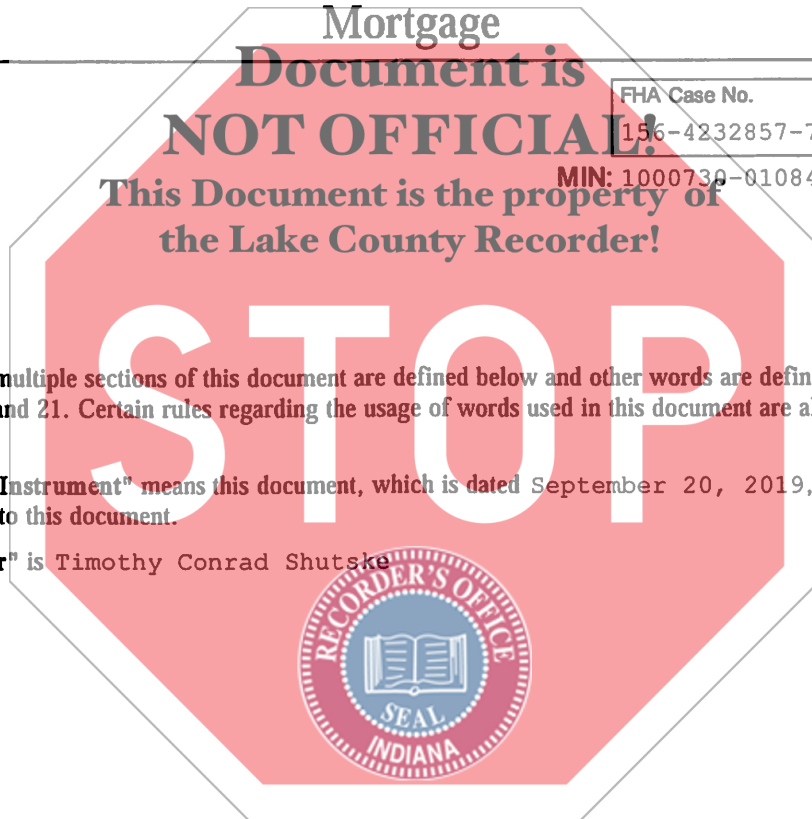 Mortgage
Document is
NOT OFFICIAL!
This Document is the property of
the Lake County Recorder!
FHA Case No.
156-4232857-7
MIN: 1000730-01084
STOP
multiple sections of this document are defined below and other words are defin
and 21. Certain rules regarding the usage of words used in this document are al
Instrument" means this document, which is dated September 20, 2019,
to this document.
r" is Timothy Conrad Shutske
RECORDER'S OFFICE
SEAL
INDIANA